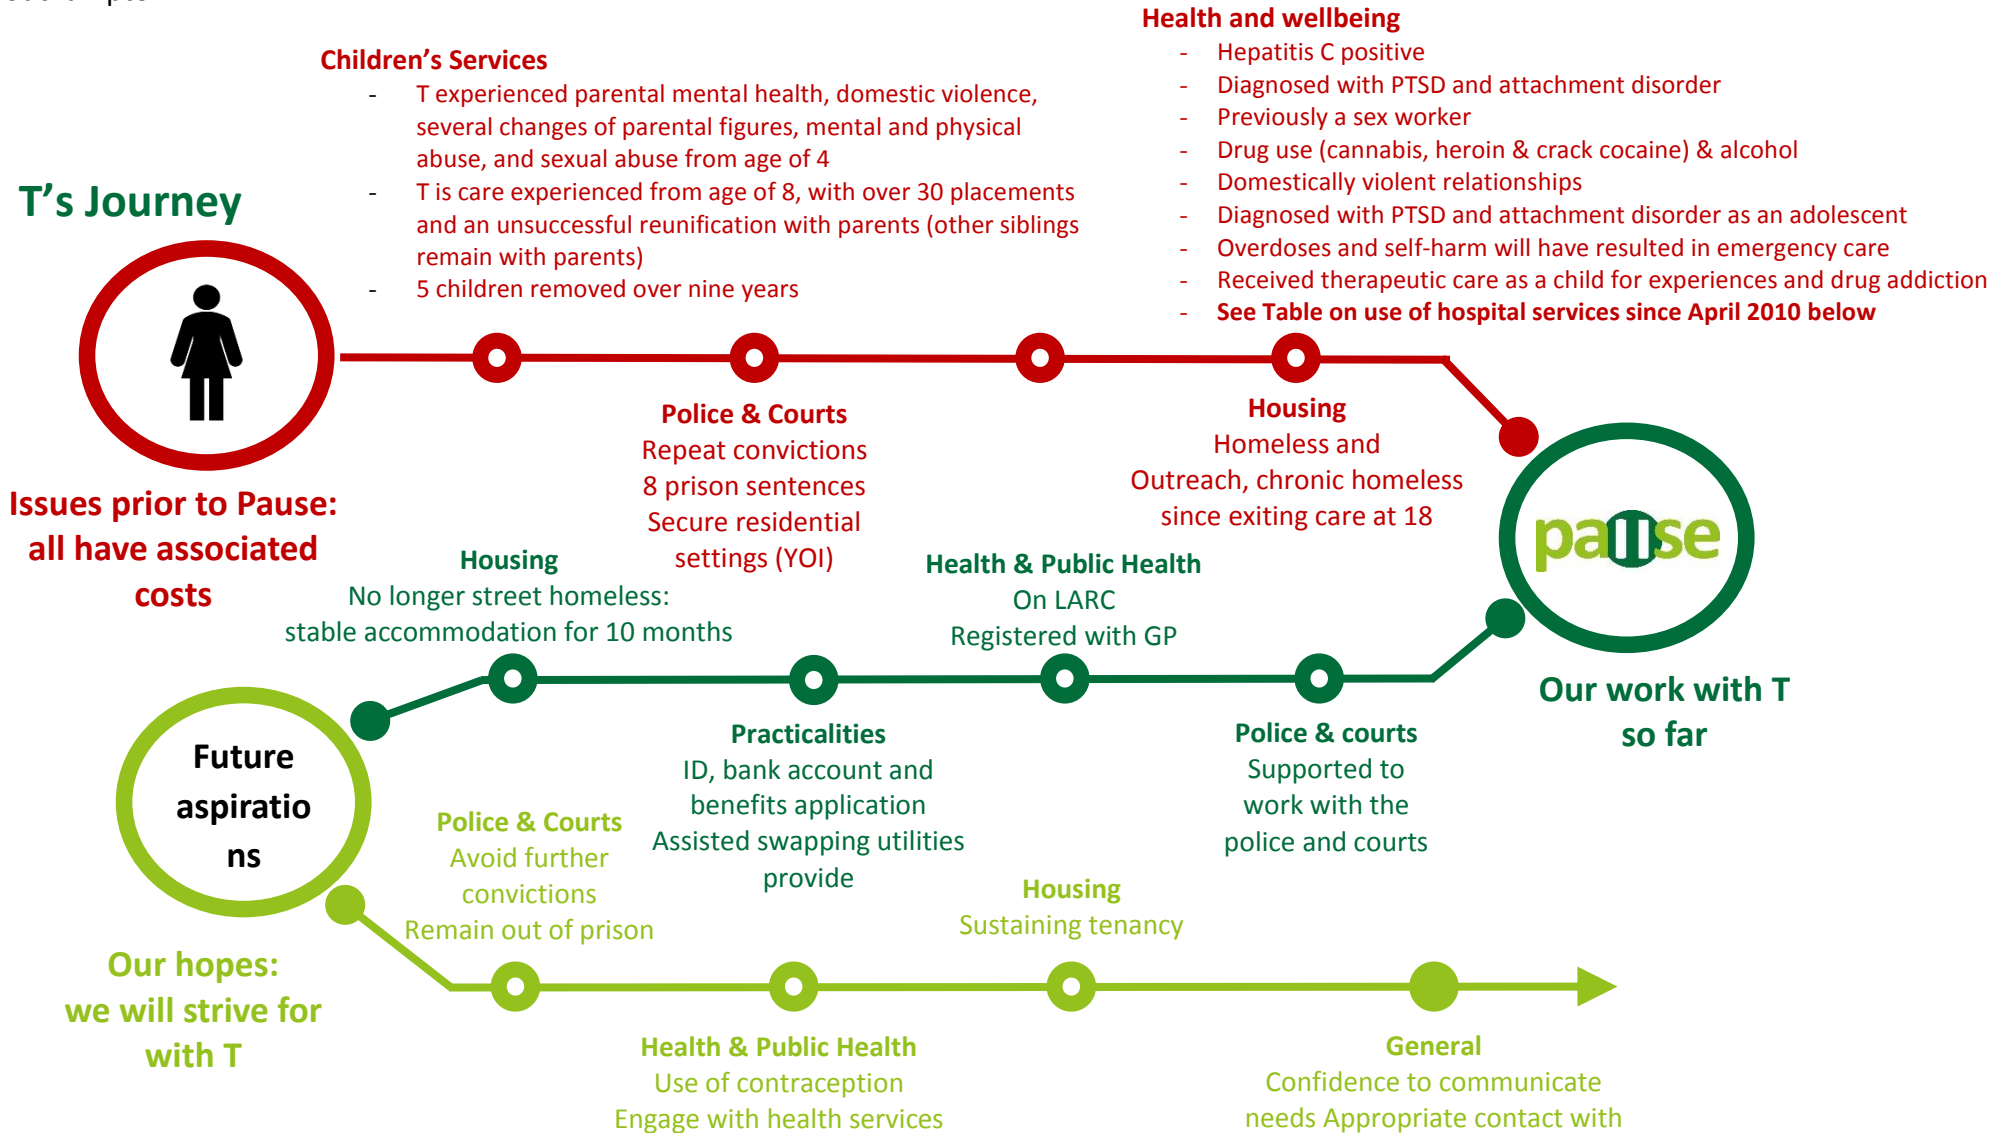 Health and wellbeing
- Hepatitis C positive
- Diagnosed with PTSD and attachment disorder
- Previously a sex worker
- Drug use (cannabis, heroin & crack cocaine) & alcohol
- Domestically violent relationships
- Diagnosed with PTSD and attachment disorder as an adolescent
- Overdoses and self-harm will have resulted in emergency care
- Received therapeutic care as a child for experiences and drug addiction
- See Table on use of hospital services since April 2010 below
Children’s Services
- T experienced parental mental health, domestic violence,
several changes of parental figures, mental and physical
abuse, and sexual abuse from age of 4
- T is care experienced from age of 8, with over 30 placements
and an unsuccessful reunification with parents (other siblings
remain with parents)
- 5 children removed over nine years
T’s Journey
Issues prior to Pause:
all have associated
costs
Police & Courts
Repeat convictions
8 prison sentences
Secure residential
settings (YOI)
Housing
Homeless and
Outreach, chronic homeless
since exiting care at 18
pause
Our work with T
so far
Housing
No longer street homeless:
stable accommodation for 10 months
Health & Public Health
On LARC
Registered with GP
Practicalities
ID, bank account and
benefits application
Assisted swapping utilities
provide
Police & courts
Supported to
work with the
police and courts
Future
aspiratio
ns
Our hopes:
we will strive for
with T
Police & Courts
Avoid further
convictions
Remain out of prison
Housing
Sustaining tenancy
Health & Public Health
Use of contraception
Engage with health services
General
Confidence to communicate
needs Appropriate contact with